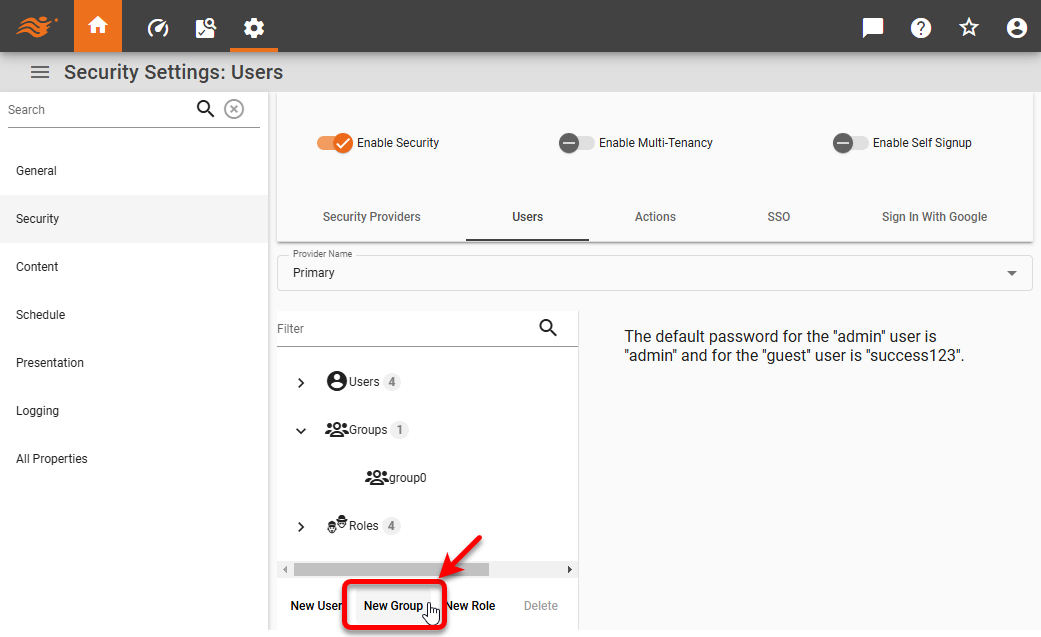 Security Settings: Users
Search
General
Security
Content
Schedule
Presentation
Logging
All Properties
Enable Security
Enable Multi-Tenancy
Enable Self Signup
Security Providers
Users
Actions
SSO
Sign In With Google
Provider Name
Primary
Filter
Users 4
Groups 1
group0
Roles 4
New User
New Group
New Role
Delete
The default password for the "admin" user is
"admin" and for the "guest" user is "success123".